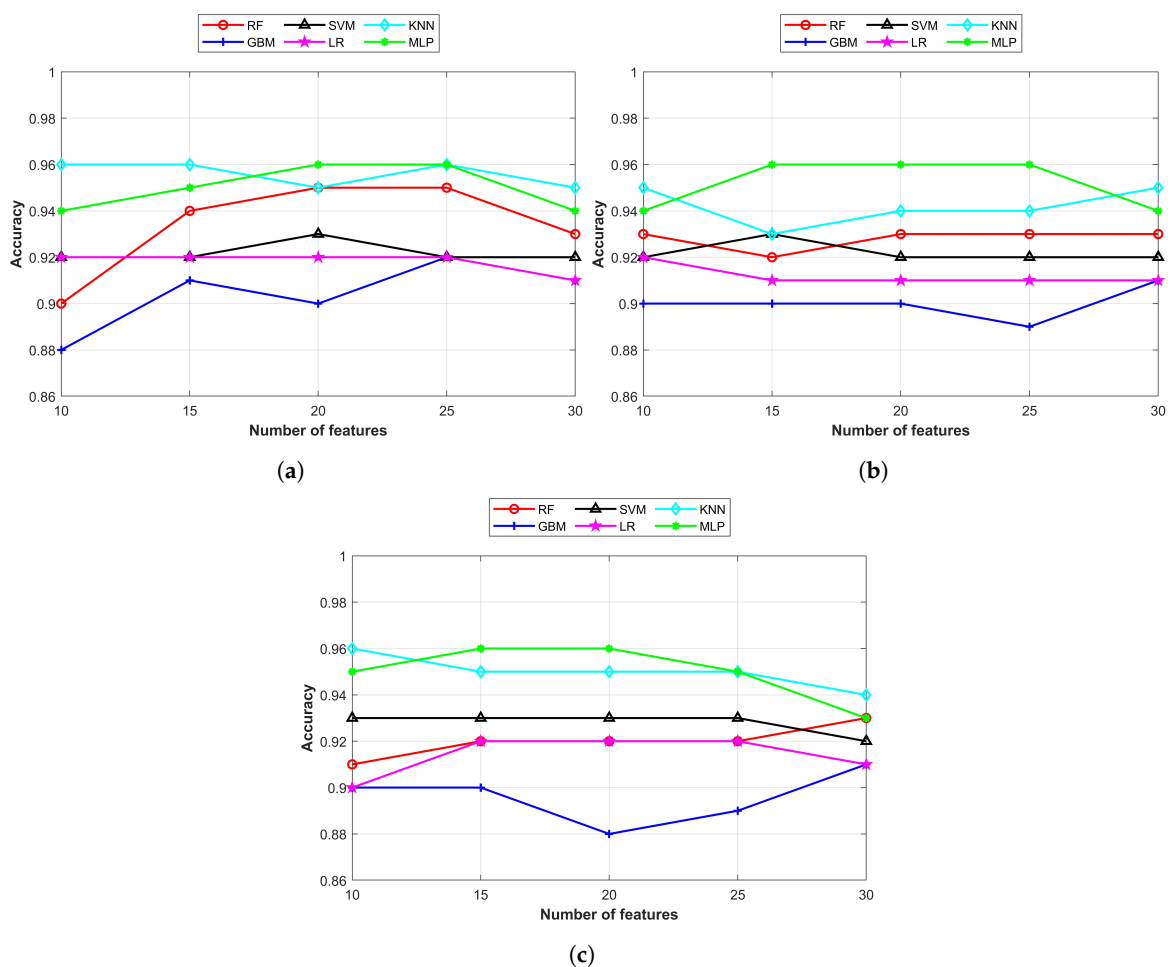 RF SVM KNN
GBM LR MLP
1
0.98
0.96
0.94
0.92
0.9
0.88
0.86
Accuracy
10 15 20 25 30
Number of features
(a)
RF SVM KNN
GBM LR MLP
1
0.98
0.96
0.94
0.92
0.9
0.88
0.86
Accuracy
10 15 20 25 30
Number of features
(b)
RF SVM KNN
GBM LR MLP
1
0.98
0.96
0.94
0.92
0.9
0.88
0.86
Accuracy
10 15 20 25 30
Number of features
(c)